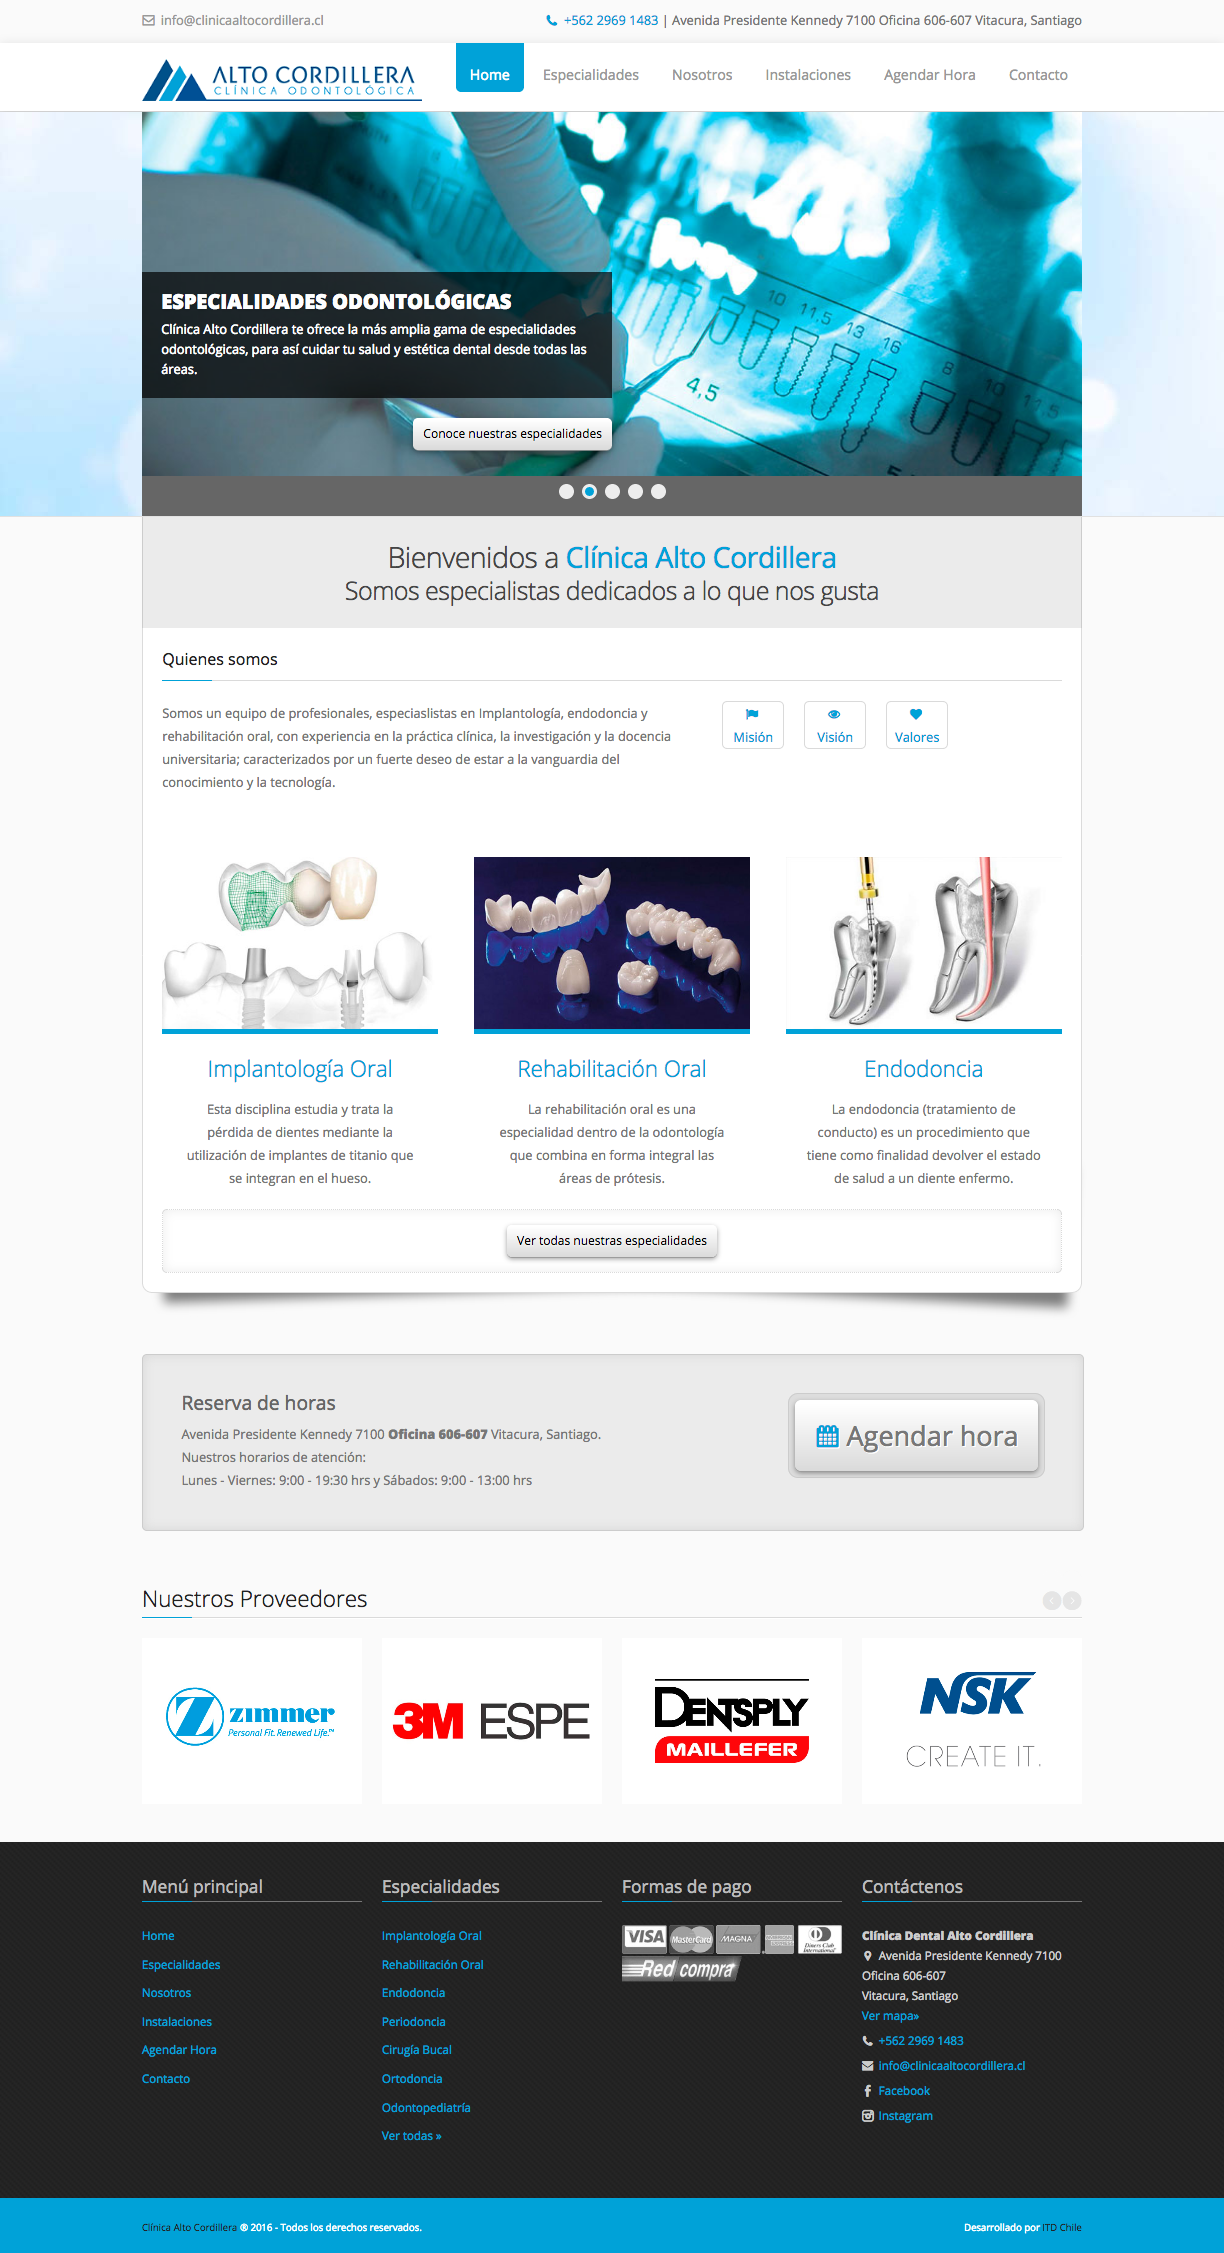 info@clinicaaltocordillera.cl
+562 2969 1483 | Avenida Presidente Kennedy 7100 Oficina 606-607 Vitacura, Santiago
ALTO CORDILLERA
CLÍNICA ODONTOLÓGICA
Home
Especialidades
Nosotros
Instalaciones
Agendar Hora
Contacto
11,5
13
10
11,5
13
4,5
8
10
11,5
5
ESPECIALIDADES ODONTOLÓGICAS
Clínica Alto Cordillera te ofrece la más amplia gama de especialidades
odontológicas, para así cuidar tu salud y estética dental desde todas las
áreas.
Conoce nuestras especialidades
Bienvenidos a Clínica Alto Cordillera
Somos especialistas dedicados a lo que nos gusta
Quienes somos
Somos un equipo de profesionales, especiaslistas en Implantología, endodoncia y
rehabilitación oral, con experiencia en la práctica clínica, la investigación y la docencia
universitaria; caracterizados por un fuerte deseo de estar a la vanguardia del
conocimiento y la tecnología.
Misión
Visión
Valores
Implantología Oral
Esta disciplina estudia y trata la
pérdida de dientes mediante la
utilización de implantes de titanio que
se integran en el hueso.
Rehabilitación Oral
La rehabilitación oral es una
especialidad dentro de la odontología
que combina en forma integral las
áreas de prótesis.
Endodoncia
La endodoncia (tratamiento de
conducto) es un procedimiento que
tiene como finalidad devolver el estado
de salud a un diente enfermo.
Ver todas nuestras especialidades
Reserva de horas
Avenida Presidente Kennedy 7100 Oficina 606-607 Vitacura, Santiago.
Nuestros horarios de atención:
Lunes - Viernes: 9:00 - 19:30 hrs y Sábados: 9:00 - 13:00 hrs
Agendar hora
Nuestros Proveedores
Z zimmer
Personal Fit. Renewed Life.™
3M ESPE
DENTSPLY
MAILLEFER
NSK
CREATE IT.
Menú principal
Home
Especialidades
Nosotros
Instalaciones
Agendar Hora
Contacto
Especialidades
Implantología Oral
Rehabilitación Oral
Endodoncia
Periodoncia
Cirugía Bucal
Ortodoncia
Odontopediatría
Ver todas »
Formas de pago
VISA
MasterCard
MAGNA
Diners Club
International
Red compra
Contáctenos
Clínica Dental Alto Cordillera
Avenida Presidente Kennedy 7100
Oficina 606-607
Vitacura, Santiago
Ver mapa»
+562 2969 1483
info@clinicaaltocordillera.cl
Facebook
Instagram
Clínica Alto Cordillera ® 2016 - Todos los derechos reservados.
Desarrollado por ITD Chile